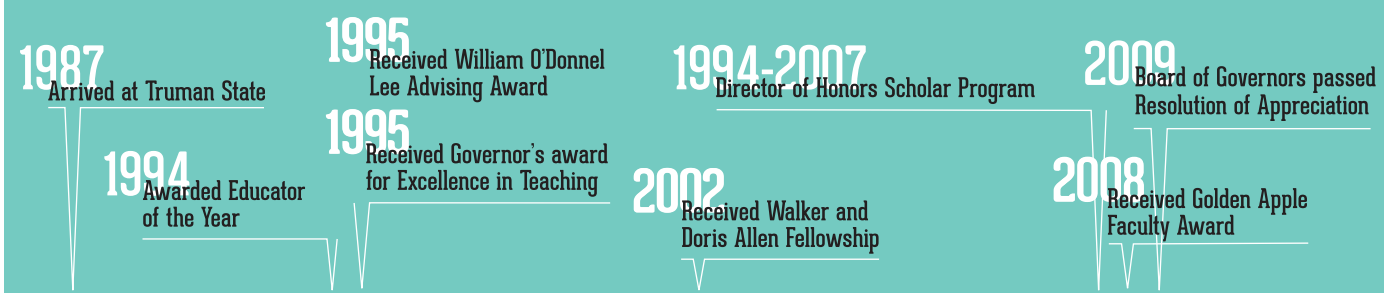 1987
Arrived at Truman State
1994
Awarded Educator
of the Year
1995
Received William O'Donnel
Lee Advising Award
1995
Received Governor's award
for Excellence in Teaching
1994-2007
Director of Honors Scholar Program
2002
Received Walker and
Doris Allen Fellowship
2009
Board of Governors passed
Resolution of Appreciation
2008
Received Golden Apple
Faculty Award